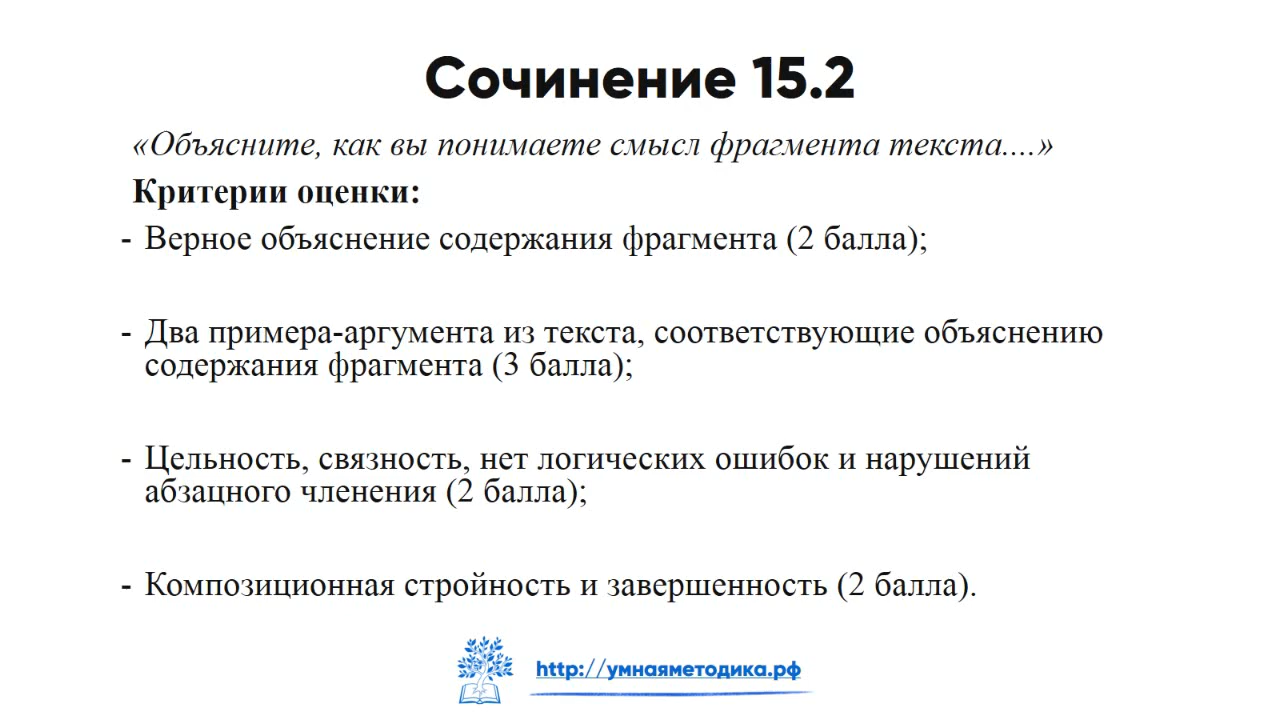 Сочинение 15.2
«Объясните, как вы понимаете смысл фрагмента текста....»
Критерии оценки:
- Верное объяснение содержания фрагмента (2 балла);
- Два примера-аргумента из текста, соответствующие объяснению
содержания фрагмента (3 балла);
- Цельность, связность, нет логических ошибок и нарушений
абзацного членения (2 балла);
- Композиционная стройность и завершенность (2 балла).
http://умнаяметодика.рф